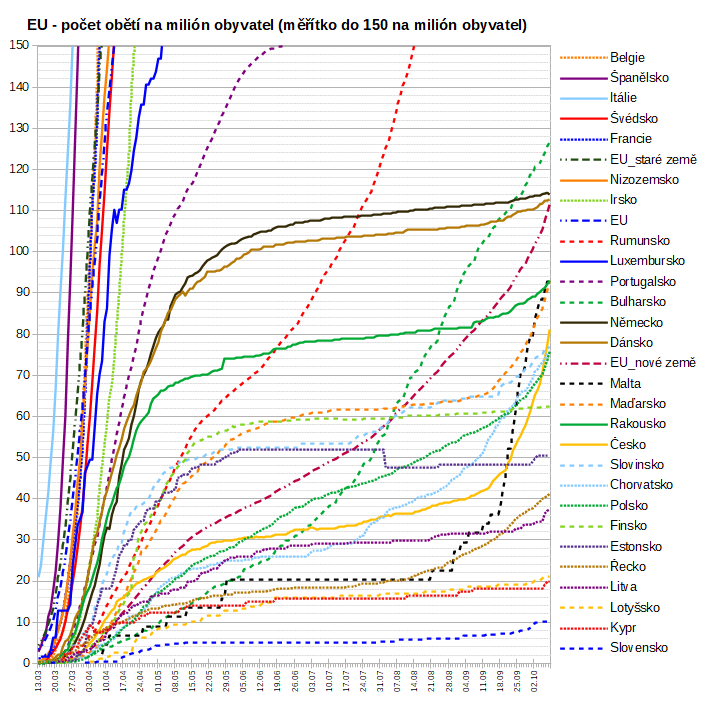 EU - počet obětí na milión obyvatel (měřítko do 150 na milión obyvatel)
150
140
130
120
110
100
90
80
70
60
50
40
30
20
10
0
13.03 20.03 27.03 03.04 10.04 17.04 24.04 01.05 08.05 15.05 22.05 29.05 05.06 12.06 19.06 26.06 03.07 10.07 17.07 24.07 31.07 07.08 14.08 21.08 28.08 04.09 11.09 18.09 25.09 02.10
Belgie
Španělsko
Itálie
Švédsko
Francie
EU_staré země
Nizozemsko
Irsko
EU
Rumunsko
Luxembursko
Portugalsko
Bulharsko
Německo
Dánsko
EU_nové země
Malta
Maďarsko
Rakousko
Česko
Slovinsko
Chorvatsko
Polsko
Finsko
Estonsko
Řecko
Litva
Lotyšsko
Kypr
Slovensko